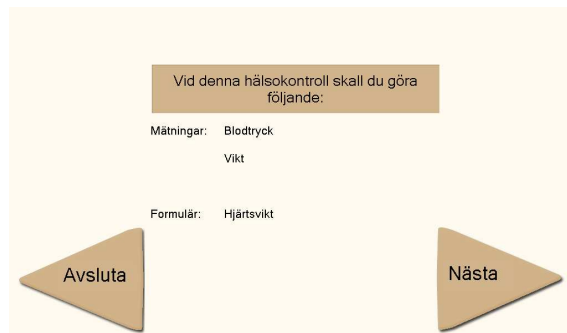 Vid denna hälsokontroll skall du göra
följande:
Mätningar: Blodtryck
Vikt
Formulär: Hjärtsvikt
Avsluta
Nästa